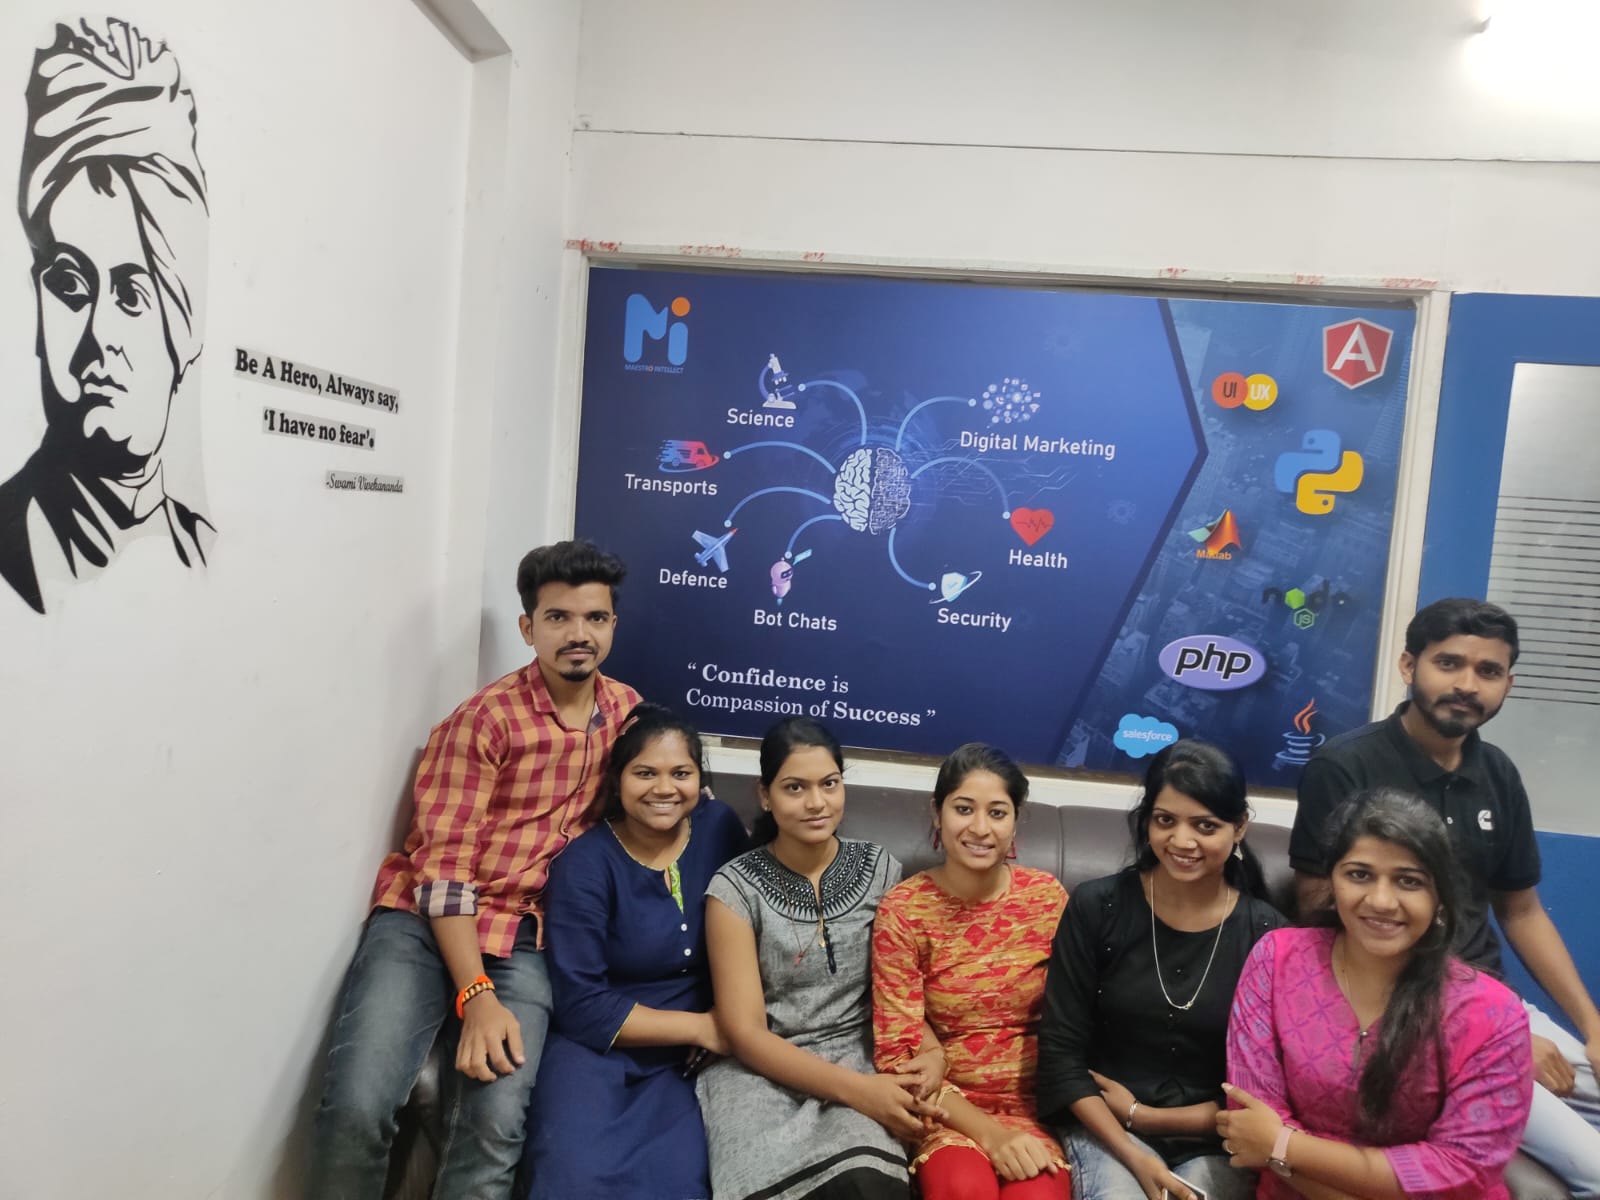 Be A Hero, Always say,
'I have no fear'.
-Swami Vivekananda
MAESTRO INTELLECT
Science
Digital Marketing
Transports
Health
Defence
Bot Chats
Security
“ Confidence is
Compassion of Success ”
UI UX
Matlab
node
JS
php
salesforce